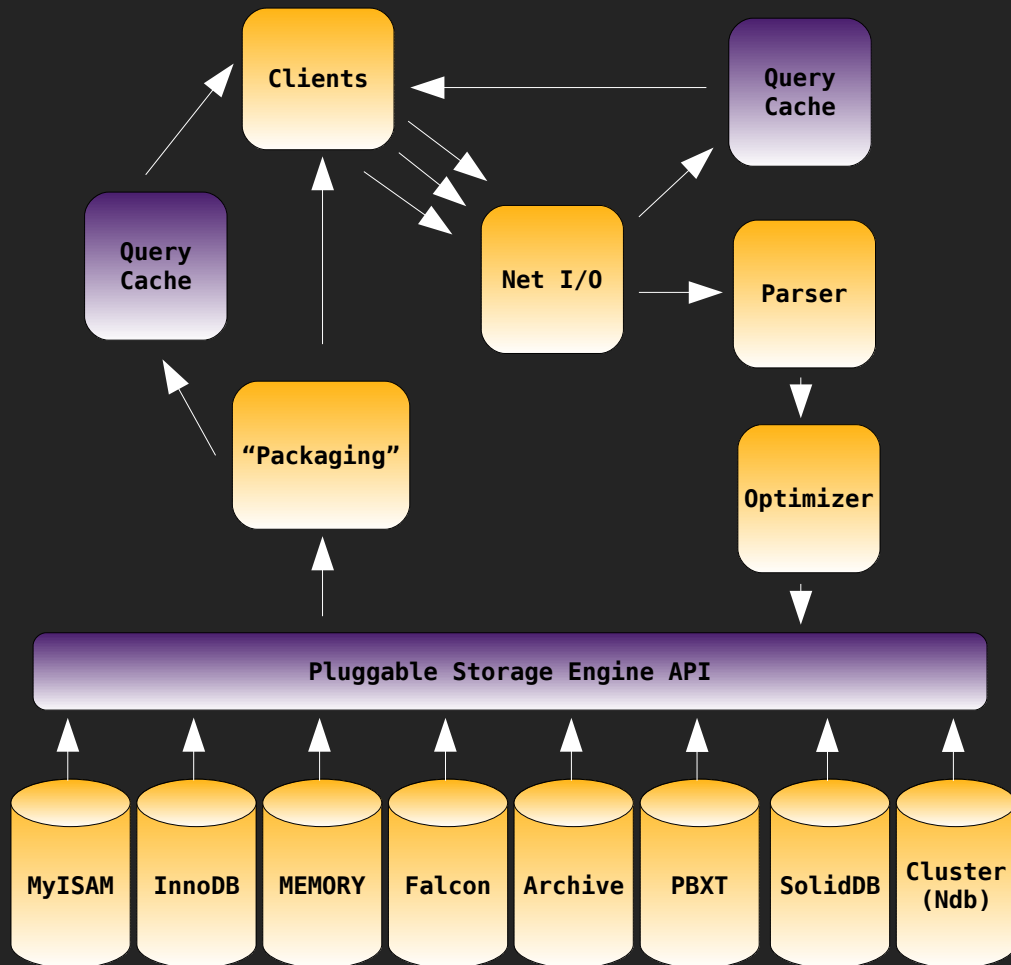 Clients
Query
Cache
Query
Cache
Net I/O
Parser
“Packaging”
Optimizer
Pluggable Storage Engine API
MyISAM
InnoDB
MEMORY
Falcon
Archive
PBXT
SolidDB
Cluster
(Ndb)